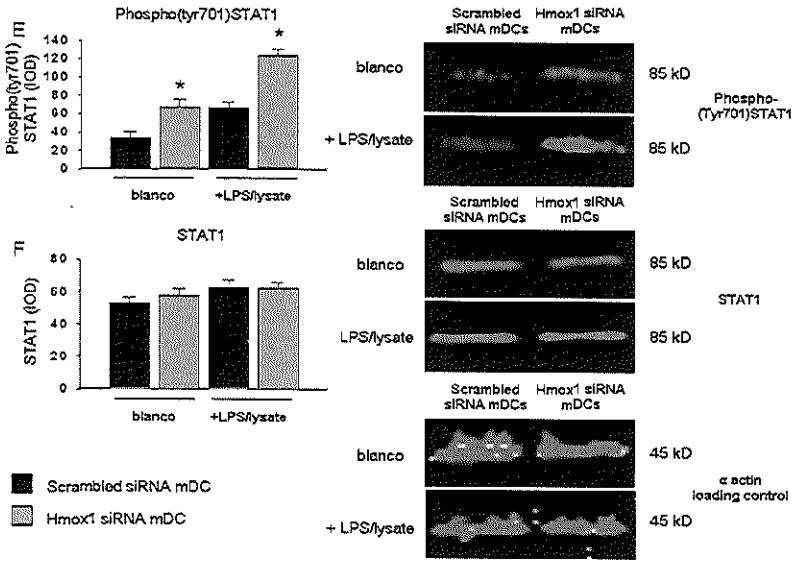 Phospho(tyr701)STAT1
E
Phospho(tyr701)
STAT1 (IOD)
140
120
100
80
60
40
20
0
*
*
blanco
+LPS/lysate
STAT1
F
STAT1 (IOD)
80
60
40
20
0
blanco
+LPS/lysate
Scrambled siRNA mDC
Hmox1 siRNA mDC
Scrambled
siRNA mDCs
Hmox1 siRNA
mDCs
blanco
85 kD
+ LPS/lysate
85 kD
Phospho-
(Tyr701)STAT1
Scrambled
siRNA mDCs
Hmox1 siRNA
mDCs
blanco
85 kD
LPS/lysate
85 kD
STAT1
Scrambled
siRNA mDCs
Hmox1 siRNA
mDCs
blanco
45 kD
+ LPS/lysate
45 kD
α actin
loading control